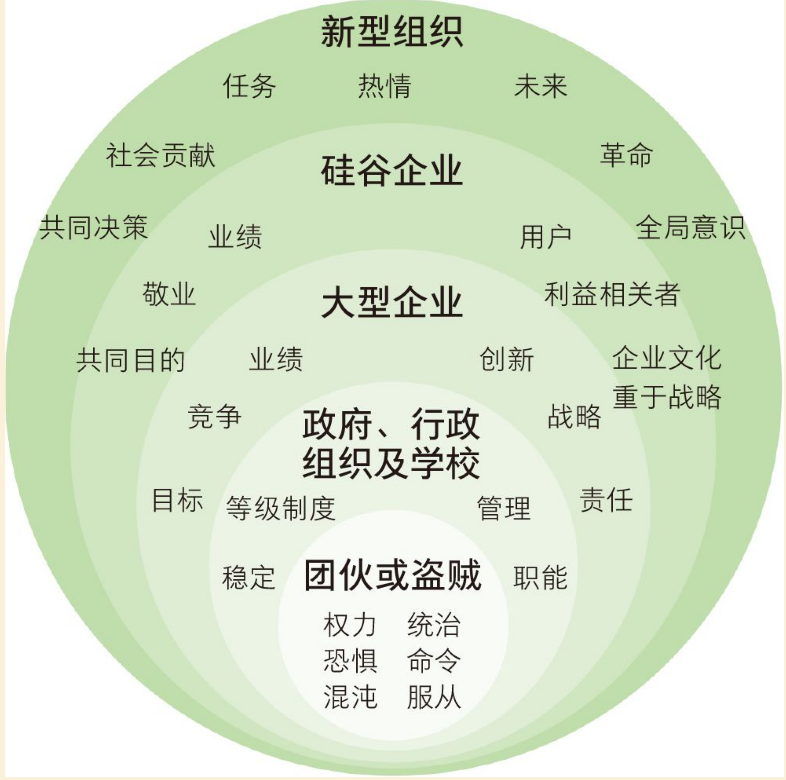 新型组织
任务 热情 未来
社会贡献 革命
硅谷企业
共同决策 业绩 用户 全局意识
敬业 大型企业 利益相关者
共同目的 业绩 创新 企业文化
重于战略
竞争 政府、行政 战略
组织及学校
目标 等级制度 管理 责任
稳定 团伙或盗贼 职能
权力 统治
恐惧 命令
混沌 服从